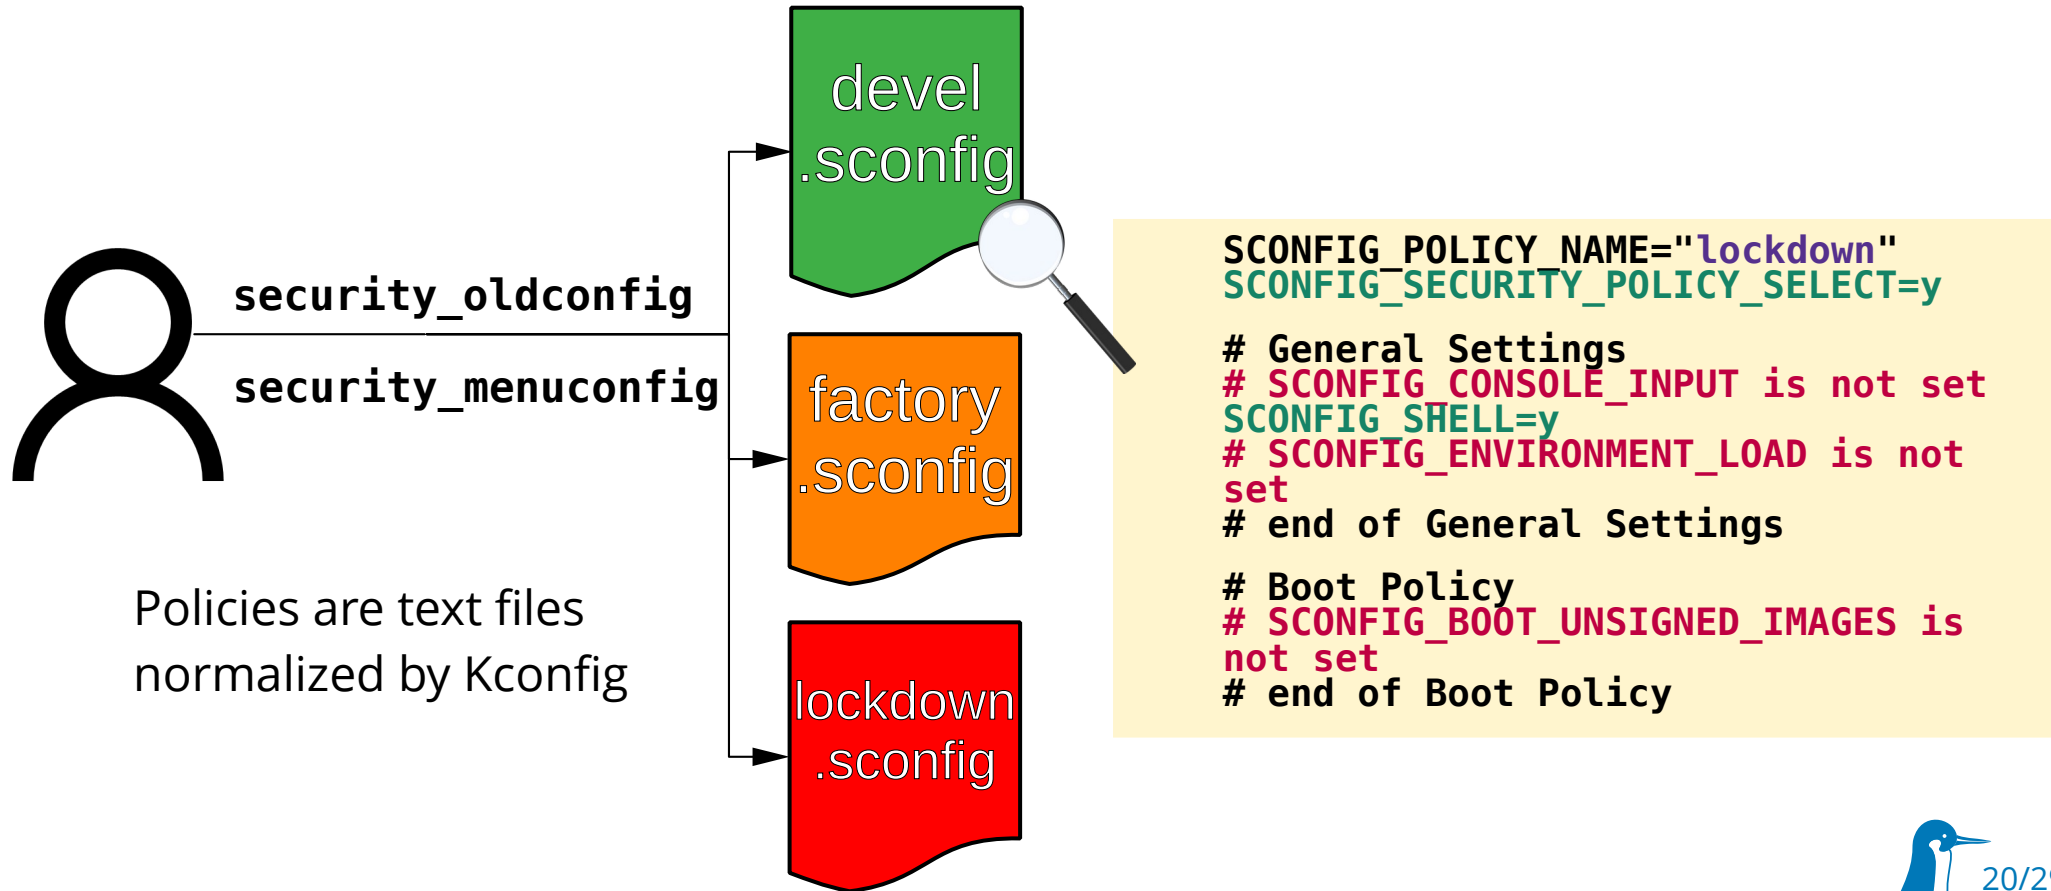 devel
.sconfig
security_oldconfig
security_menuconfig
factory
.sconfig
lockdown
.sconfig
Policies are text files
normalized by Kconfig
SCONFIG_POLICY_NAME="lockdown"
SCONFIG_SECURITY_POLICY_SELECT=y
# General Settings
# SCONFIG_CONSOLE_INPUT is not set
SCONFIG_SHELL=y
# SCONFIG_ENVIRONMENT_LOAD is not
set
# end of General Settings
# Boot Policy
# SCONFIG_BOOT_UNSIGNED_IMAGES is
not set
# end of Boot Policy
20/29